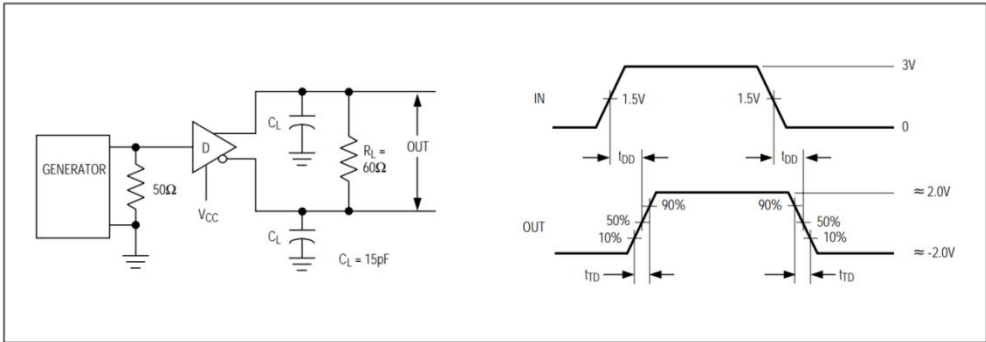 GENERATOR
50Ω
D
VCC
CL
CL
CL = 15pF
RL =
60Ω
OUT
IN
1.5V
1.5V
3V
0
tDD
tDD
OUT
90%
50%
10%
90%
50%
10%
≈ 2.0V
≈ -2.0V
tTD
tTD